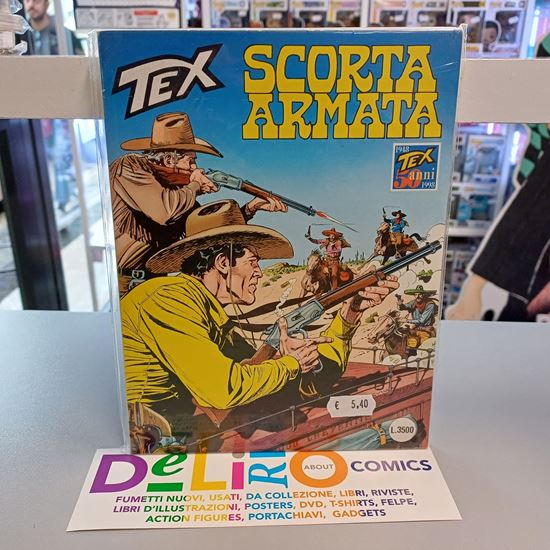 TEX
SCORTA
ARMATA
1948
TEX
50 anni
1998
€ 5,40
L.3500
DeLiRiO ABOUT COMICS
FUMETTI NUOVI, USATI, DA COLLEZIONE, LIBRI, RIVISTE,
LIBRI D'ILLUSTRAZIONI, POSTERS, DVD, T-SHIRTS, FELPE,
ACTION FIGURES, PORTACHIAVI, GADGETS